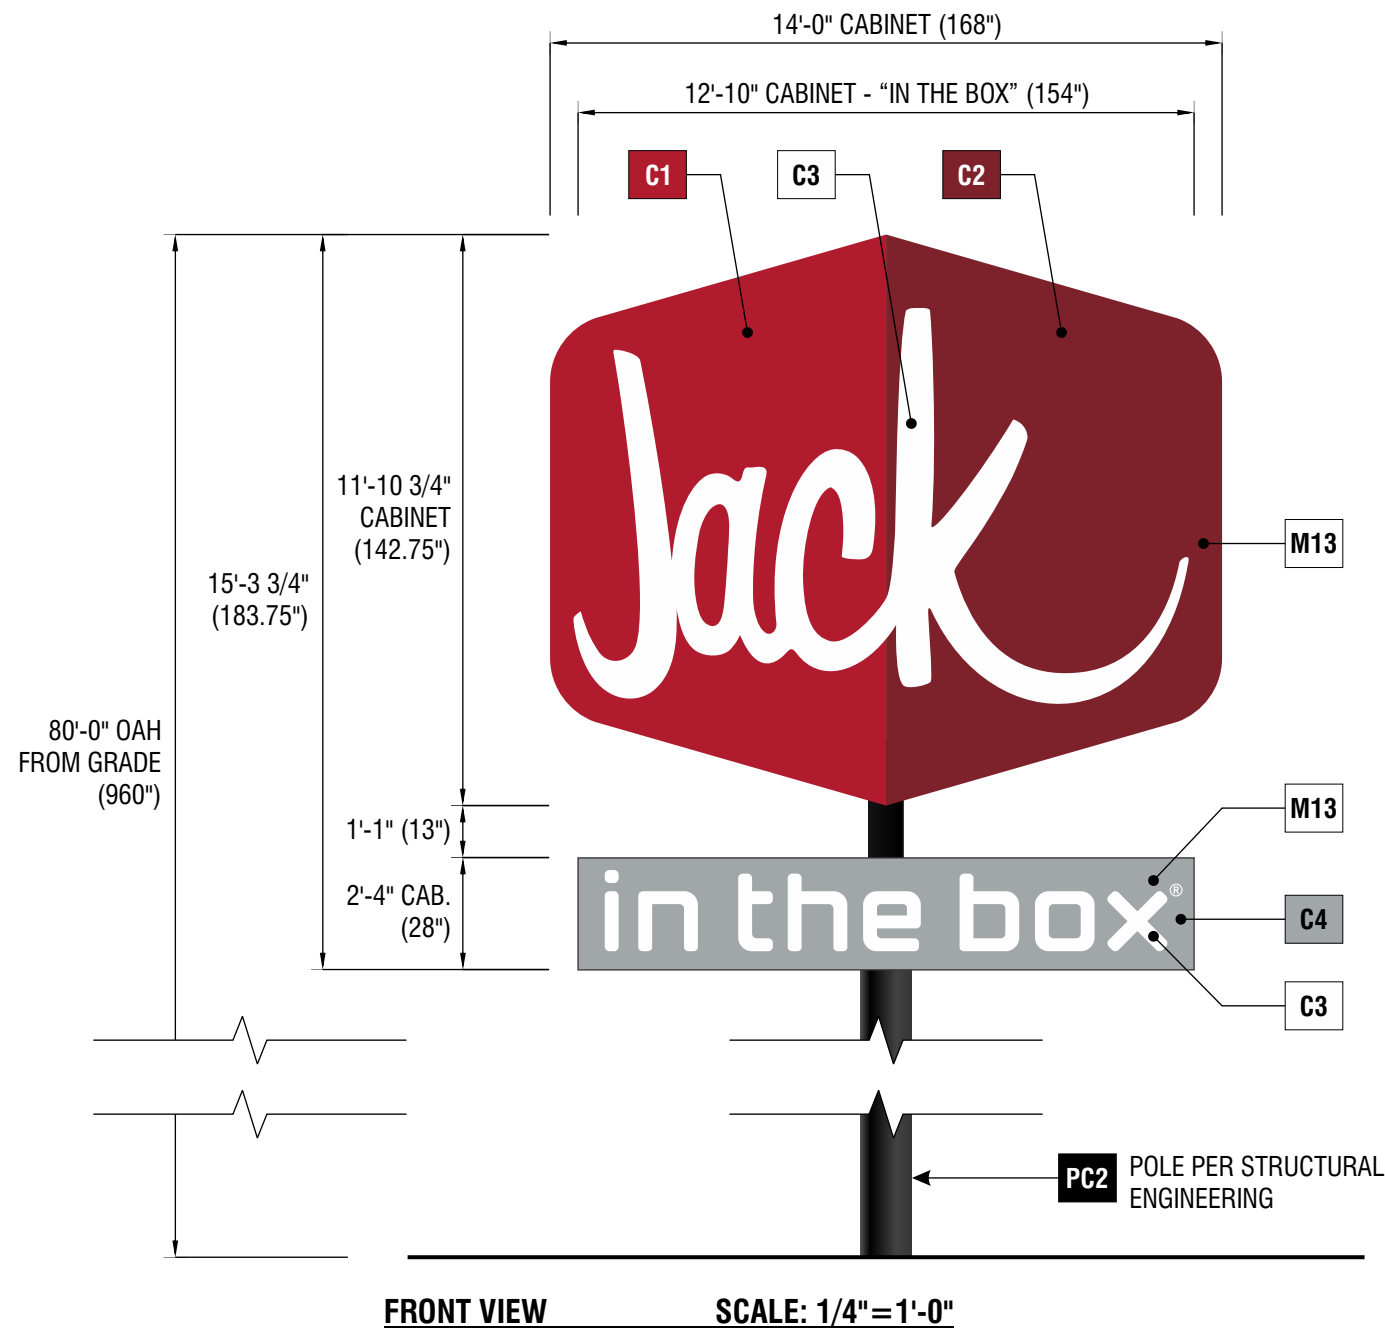 14'-0" CABINET (168")
12'-10" CABINET - “IN THE BOX” (154")
C1
C3
C2
Jack
11'-10 3/4"
CABINET
(142.75")
M13
15'-3 3/4"
(183.75")
80'-0" OAH
FROM GRADE
(960")
1'-1" (13")
M13
2'-4" CAB.
(28")
in the box®
C4
C3
PC2
POLE PER STRUCTURAL
ENGINEERING
FRONT VIEW SCALE: 1/4"=1'-0"